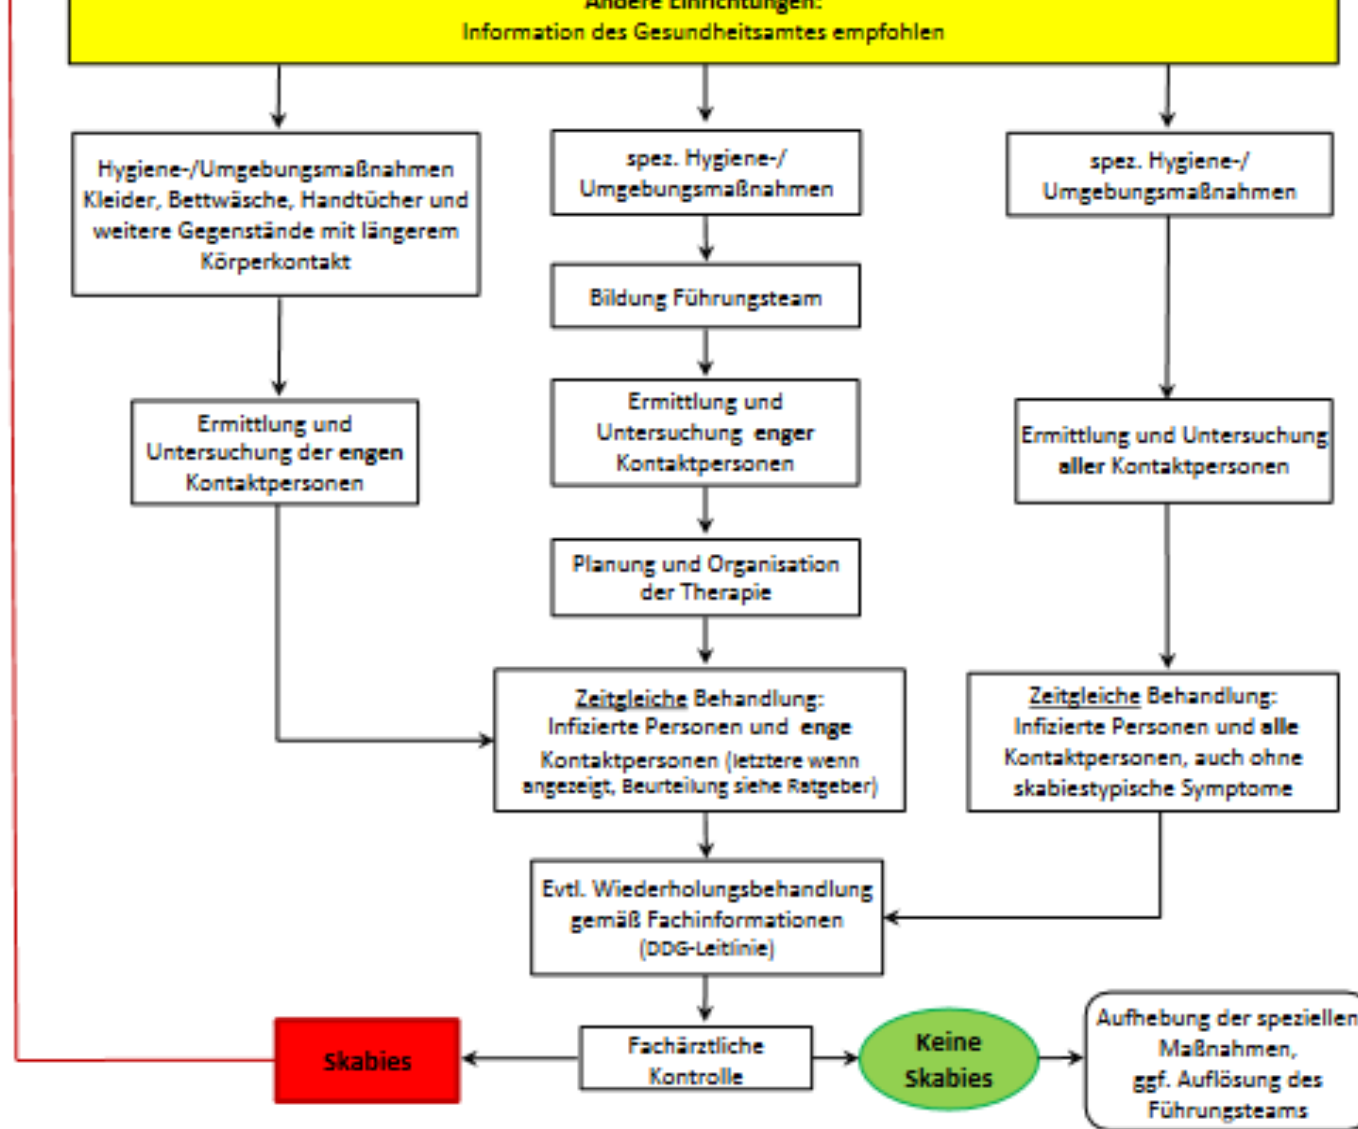 Andere Einrichtungen:
Information des Gesundheitsamtes empfohlen
Hygiene-/Umgebungsmaßnahmen
Kleider, Bettwäsche, Handtücher und
weitere Gegenstände mit längerem
Körperkontakt
Ermittlung und
Untersuchung der engen
Kontaktpersonen
spez. Hygiene-/
Umgebungsmaßnahmen
Bildung Führungsteam
Ermittlung und
Untersuchung enger
Kontaktpersonen
Planung und Organisation
der Therapie
Zeitgleiche Behandlung:
Infizierte Personen und enge
Kontaktpersonen (letztere wenn
angezeigt, Beurteilung siehe Ratgeber)
spez. Hygiene-/
Umgebungsmaßnahmen
Ermittlung und Untersuchung
aller Kontaktpersonen
Zeitgleiche Behandlung:
Infizierte Personen und alle
Kontaktpersonen, auch ohne
skabiestypische Symptome
Evtl. Wiederholungsbehandlung
gemäß Fachinformationen
(DDG-Leitlinie)
Fachärztliche
Kontrolle
Skabies
Keine
Skabies
Aufhebung der speziellen
Maßnahmen,
ggf. Auflösung des
Führungsteams